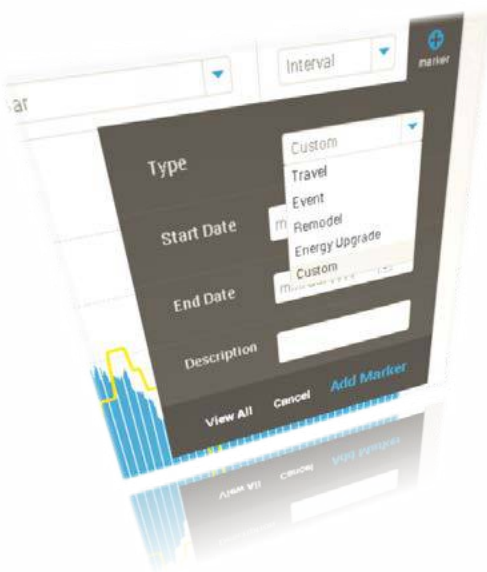 ar
Interval
marker
Type
Custom
Travel
Event
Remodel
Energy Upgrade
Custom
Start Date
m
End Date
Description
View All
Cancel
Add Marker